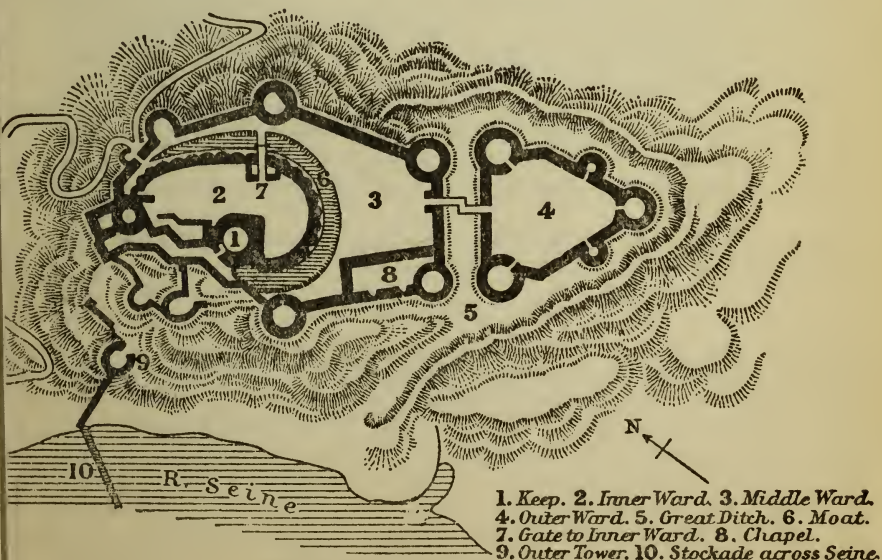 2
7
6
3
1
4
8
5
9
10
R. Seine
N
1. Keep. 2. Inner Ward. 3. Middle Ward.
4. Outer Ward. 5. Great Ditch. 6. Moat.
7. Gate to Inner Ward. 8. Chapel.
9. Outer Tower. 10. Stockade across Seine.